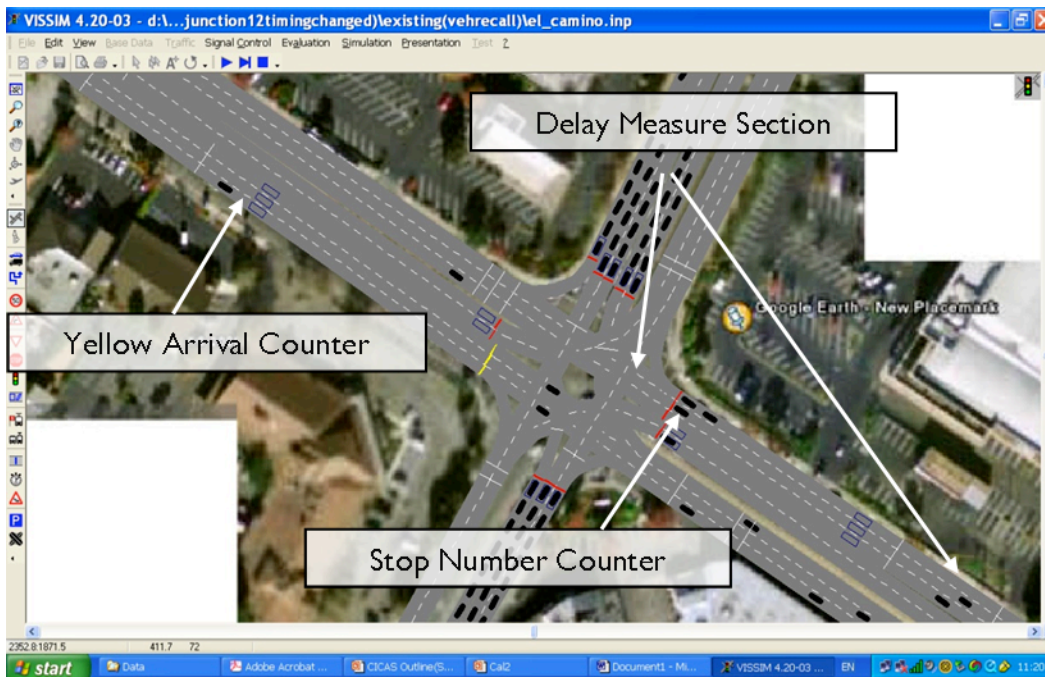 VISSIM 4.20-03 - d:\...junction12timingchanged)\existing(vehrecall)\el_camino.inp
File Edit View Base Data Traffic Signal Control Evaluation Simulation Presentation Test ?
Delay Measure Section
Google Earth - New Placemark
Yellow Arrival Counter
Stop Number Counter
2352.8:1871.5 411.7 72
start Data Adobe Acrobat ... CICAS Outline(S... Cal2 Document1 - Mi... VISSIM 4.20-03 ... EN 11:20